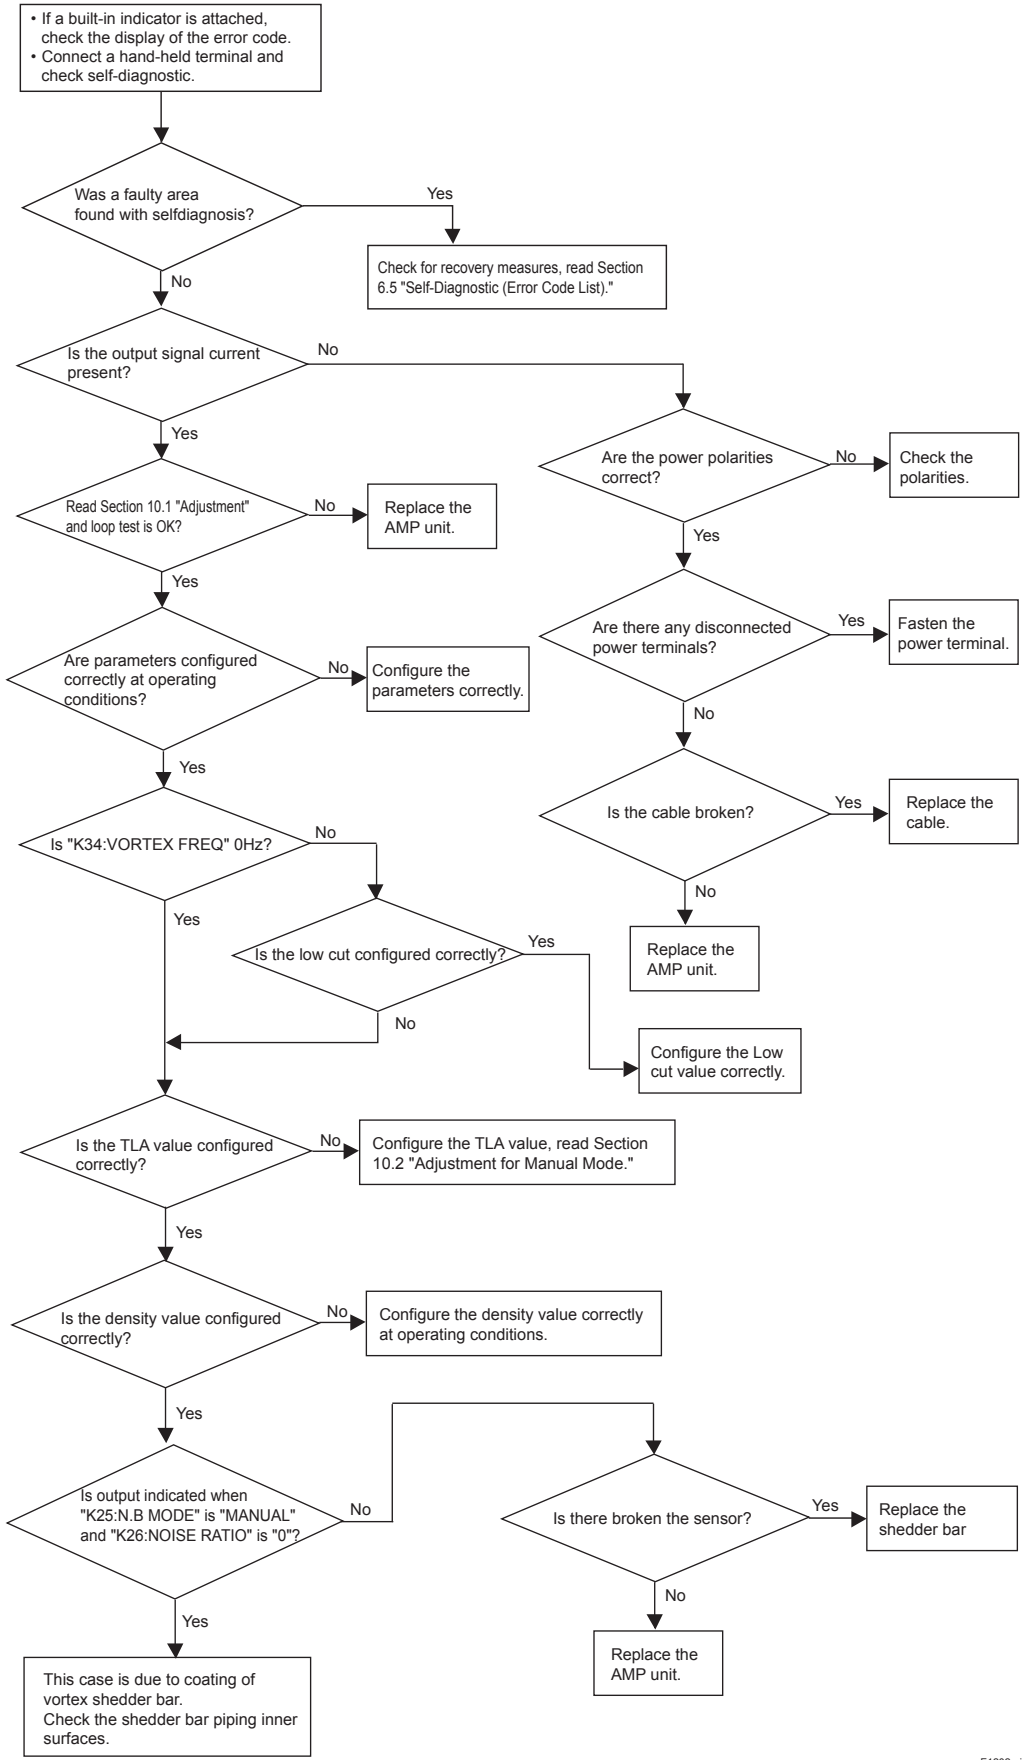 • If a built-in indicator is attached,
check the display of the error code.
• Connect a hand-held terminal and
check self-diagnostic.
Was a faulty area
found with selfdiagnosis?
Yes
Check for recovery measures, read Section
6.5 "Self-Diagnostic (Error Code List)."
No
Is the output signal current
present?
No
Yes
Are the power polarities
correct?
No
Check the
polarities.
Read Section 10.1 "Adjustment"
and loop test is OK?
No
Replace the
AMP unit.
Yes
Yes
Are there any disconnected
power terminals?
Yes
Fasten the
power terminal.
Are parameters configured
correctly at operating
conditions?
No
Configure the
parameters correctly.
No
Yes
Is the cable broken?
Yes
Replace the
cable.
Is "K34:VORTEX FREQ" 0Hz?
No
No
Yes
Replace the
AMP unit.
Is the low cut configured correctly?
Yes
No
Configure the Low
cut value correctly.
Is the TLA value configured
correctly?
No
Configure the TLA value, read Section
10.2 "Adjustment for Manual Mode."
Yes
Is the density value configured
correctly?
No
Configure the density value correctly
at operating conditions.
Yes
Is output indicated when
"K25:N.B MODE" is "MANUAL"
and "K26:NOISE RATIO" is "0"?
No
Is there broken the sensor?
Yes
Replace the
shedder bar
No
Yes
Replace the
AMP unit.
This case is due to coating of
vortex shedder bar.
Check the shedder bar piping inner
surfaces.